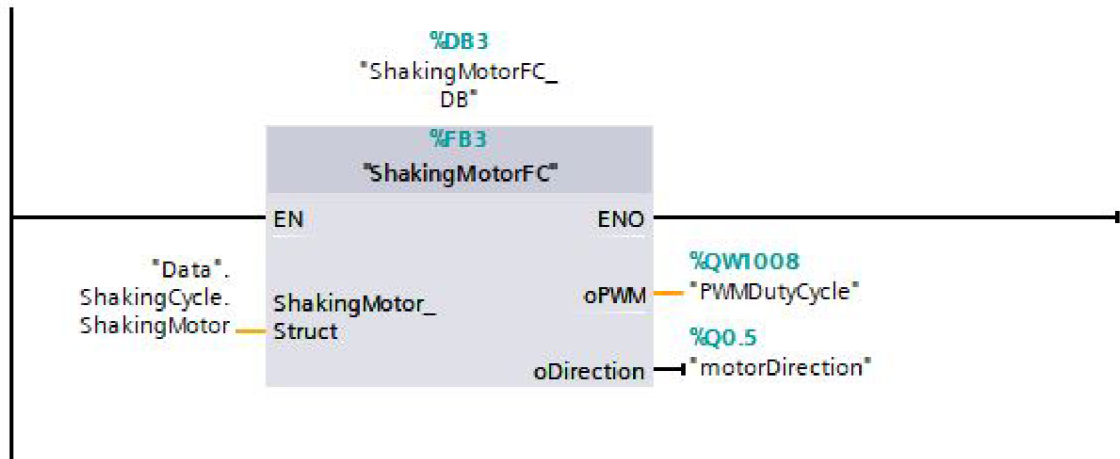 %DB3
"ShakingMotorFC_
DB"
%FB3
"ShakingMotorFC"
EN
ENO
"Data".
ShakingCycle.
ShakingMotor
ShakingMotor_
Struct
oPWM
%QW1008
"PWMDutyCycle"
oDirection
%Q0.5
"motorDirection"